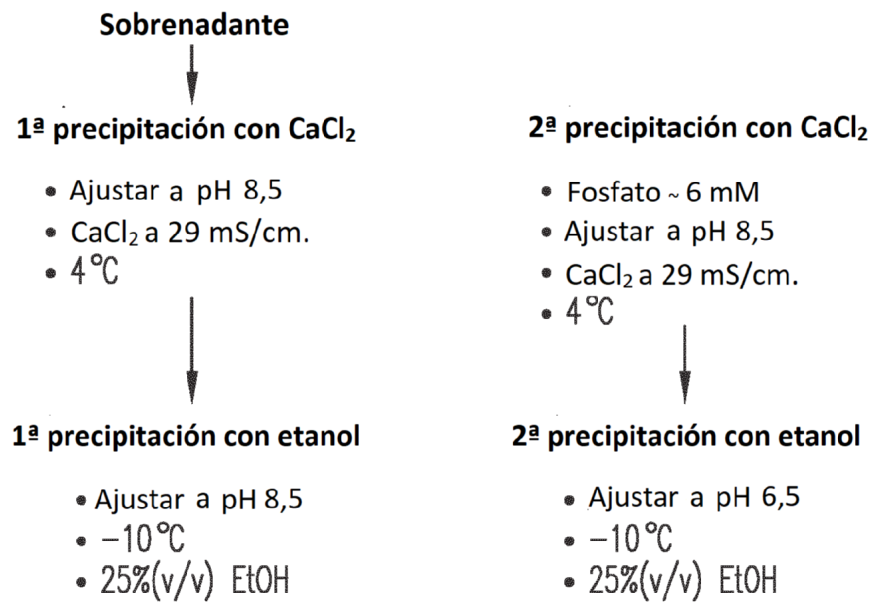 Sobrenadante
1ª precipitación con CaCl₂
• Ajustar a pH 8,5
• CaCl₂ a 29 mS/cm.
• 4°C
1ª precipitación con etanol
• Ajustar a pH 8,5
• −10°C
• 25%(v/v) EtOH
2ª precipitación con CaCl₂
• Fosfato ~ 6 mM
• Ajustar a pH 8,5
• CaCl₂ a 29 mS/cm.
• 4°C
2ª precipitación con etanol
• Ajustar a pH 6,5
• −10°C
• 25%(v/v) EtOH